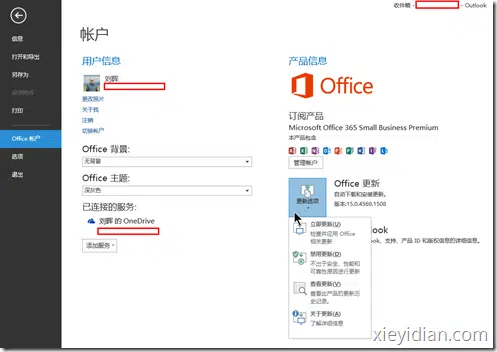 收件箱 - - Outlook
信息
打开和导出
另存为
保存附件
打印
Office 帐户
选项
退出
帐户
用户信息
刘晖
更改照片
关于我
注销
切换帐户
Office 背景:
无背景
Office 主题:
深灰色
已连接的服务:
刘晖 的 OneDrive
添加服务
产品信息
Office
订阅产品
Microsoft Office 365 Small Business Premium
本产品包含
管理帐户
更新选项
Office 更新
自动下载和安装更新。
版本:15.0.4569.1508
立即更新(U)
检查并应用 Office
相关更新
禁用更新(D)
不出于安全、性能和
可靠性原因进行更新
查看更新(V)
查看此产品的更新历
史记录。
关于更新(A)
了解详细信息
look
look、支持、产品 ID 和版权信息的详细信息。
xieyidian.com